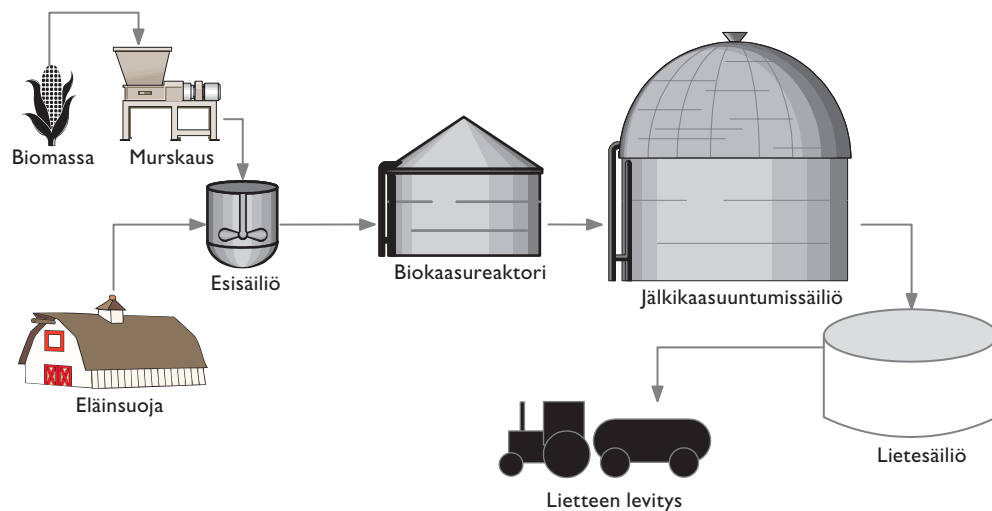 Biomassa
Murskaus
Esisäiliö
Biokaasureaktori
Jälkikaasuuntumissäiliö
Eläinsuoja
Lietesäiliö
Lietteen levitys